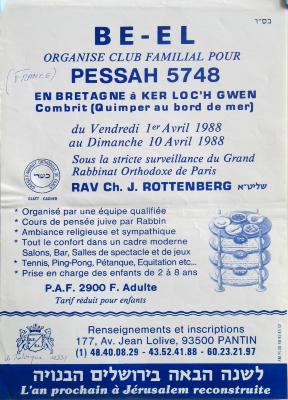 בס"ד
BE-EL
ORGANISE CLUB FAMILIAL POUR
(FRANCE)
PESSAH 5748
EN BRETAGNE à KER LOC'H GWEN
Combrit (Quimper au bord de mer)
du Vendredi 1er Avril 1988
au Dimanche 10 Avril 1988
Sous la stricte surveillance du Grand
Rabbinat Orthodoxe de Paris
RAV Ch. J. ROTTENBERG שליט"א
כשר
GLATT CACHER
* Organisé par une équipe qualifiée
* Cours de pensée juive par Rabbin
* Ambiance religieuse et sympathique
* Tout le confort dans un cadre moderne
Salons, Bar, Salles de spectacle et de jeux
* Tennis, Ping-Pong, Pétanque, Equitation etc...
* Prise en charge des enfants de 2 à 8 ans
P.A.F. 2900 F. Adulte
Tarif réduit pour enfants
BE-EL
Renseignements et inscriptions
177, Av. Jean Lolive, 93500 PANTIN
(1) 48.40.08.29 - 43.52.41.88 - 60.23.21.97
לשנה הבאה בירושלים הבנויה
L'an prochain à Jérusalem reconstruite